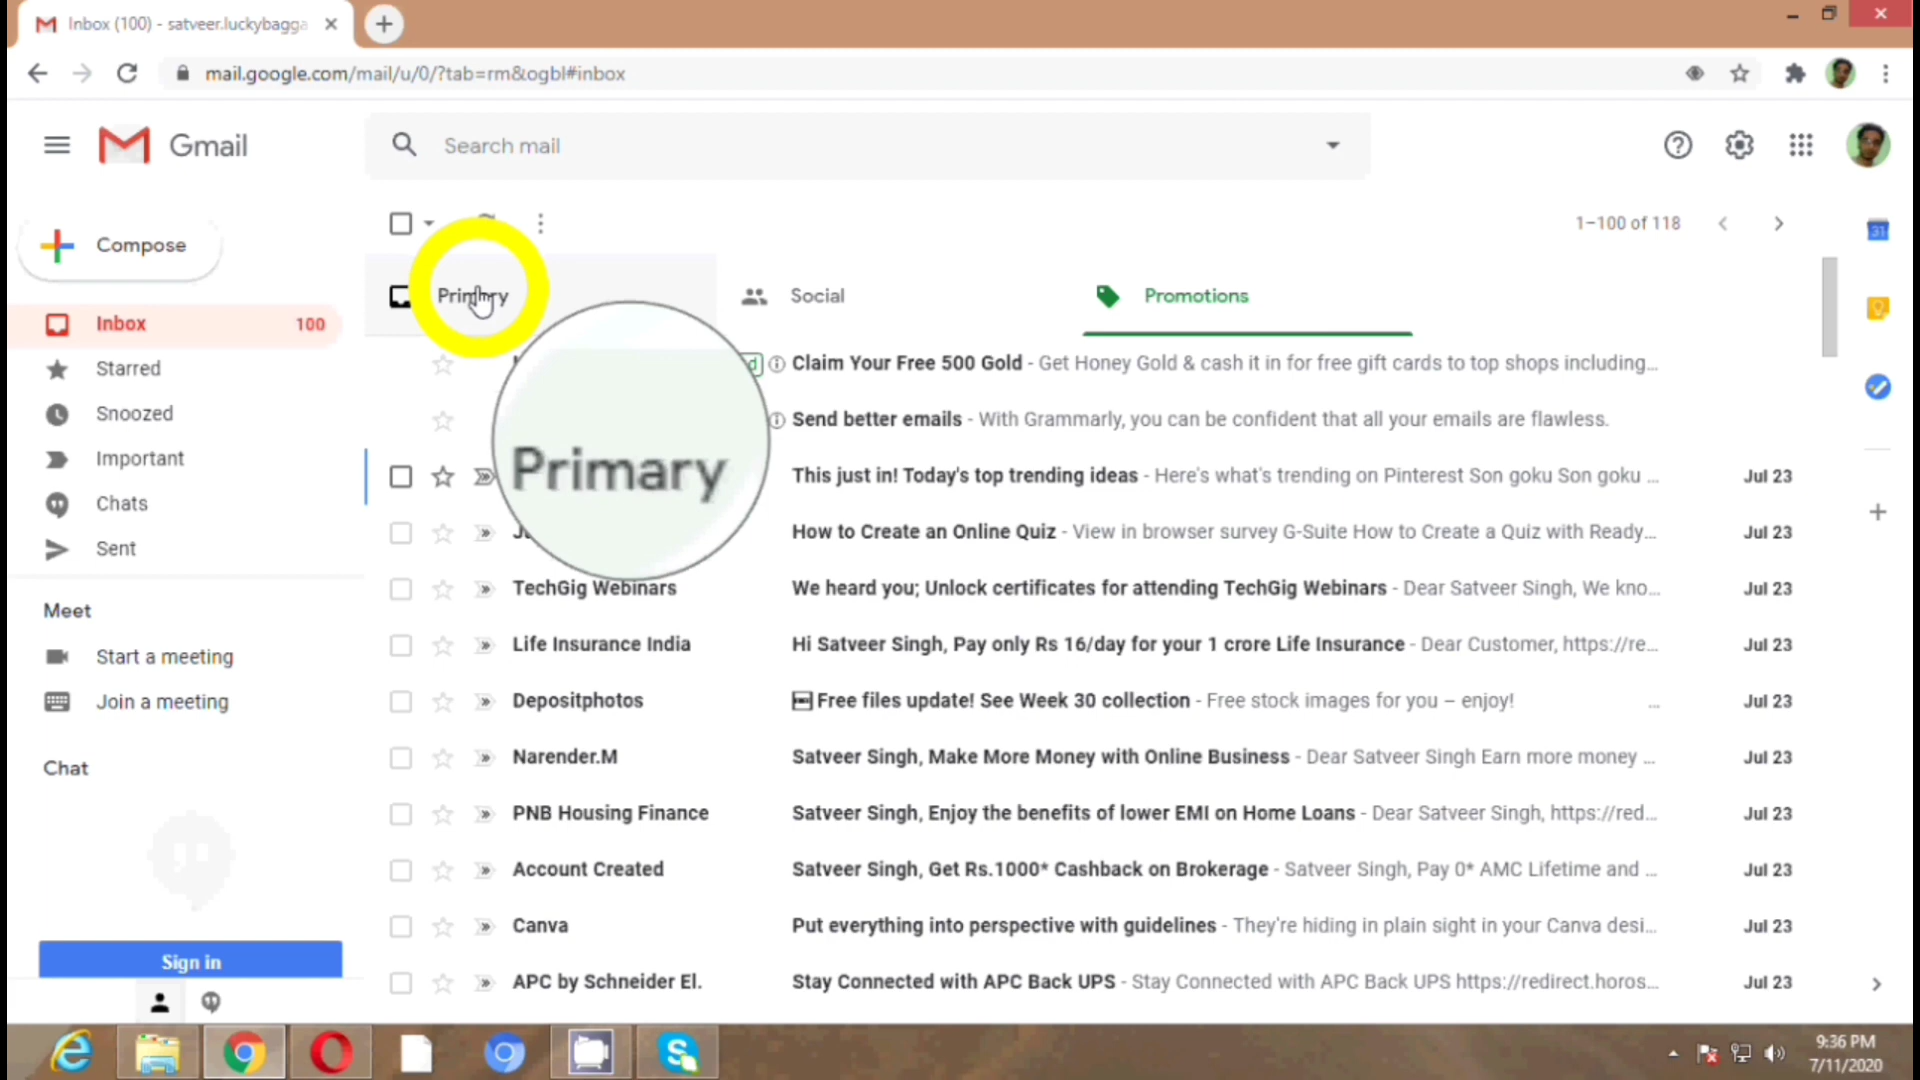 Inbox (100) - satveer.luckybagga
mail.google.com/mail/u/0/?tab=rm&ogbl#inbox
Gmail
Search mail
Compose
1–100 of 118
31
Primary
Social
Promotions
Primary
Inbox 100
Starred
Snoozed
Important
Chats
Sent
Meet
Start a meeting
Join a meeting
Chat
Sign in
Claim Your Free 500 Gold - Get Honey Gold & cash it in for free gift cards to top shops including...
Send better emails - With Grammarly, you can be confident that all your emails are flawless.
This just in! Today's top trending ideas - Here's what's trending on Pinterest Son goku Son goku ... Jul 23
How to Create an Online Quiz - View in browser survey G-Suite How to Create a Quiz with Ready... Jul 23
TechGig Webinars We heard you; Unlock certificates for attending TechGig Webinars - Dear Satveer Singh, We kno... Jul 23
Life Insurance India Hi Satveer Singh, Pay only Rs 16/day for your 1 crore Life Insurance - Dear Customer, https://re... Jul 23
Depositphotos Free files update! See Week 30 collection - Free stock images for you – enjoy! ... Jul 23
Narender.M Satveer Singh, Make More Money with Online Business - Dear Satveer Singh Earn more money ... Jul 23
PNB Housing Finance Satveer Singh, Enjoy the benefits of lower EMI on Home Loans - Dear Satveer Singh, https://red... Jul 23
Account Created Satveer Singh, Get Rs.1000* Cashback on Brokerage - Satveer Singh, Pay 0* AMC Lifetime and ... Jul 23
Canva Put everything into perspective with guidelines - They're hiding in plain sight in your Canva desi... Jul 23
APC by Schneider El. Stay Connected with APC Back UPS - Stay Connected with APC Back UPS https://redirect.horos... Jul 23
9:36 PM
7/11/2020